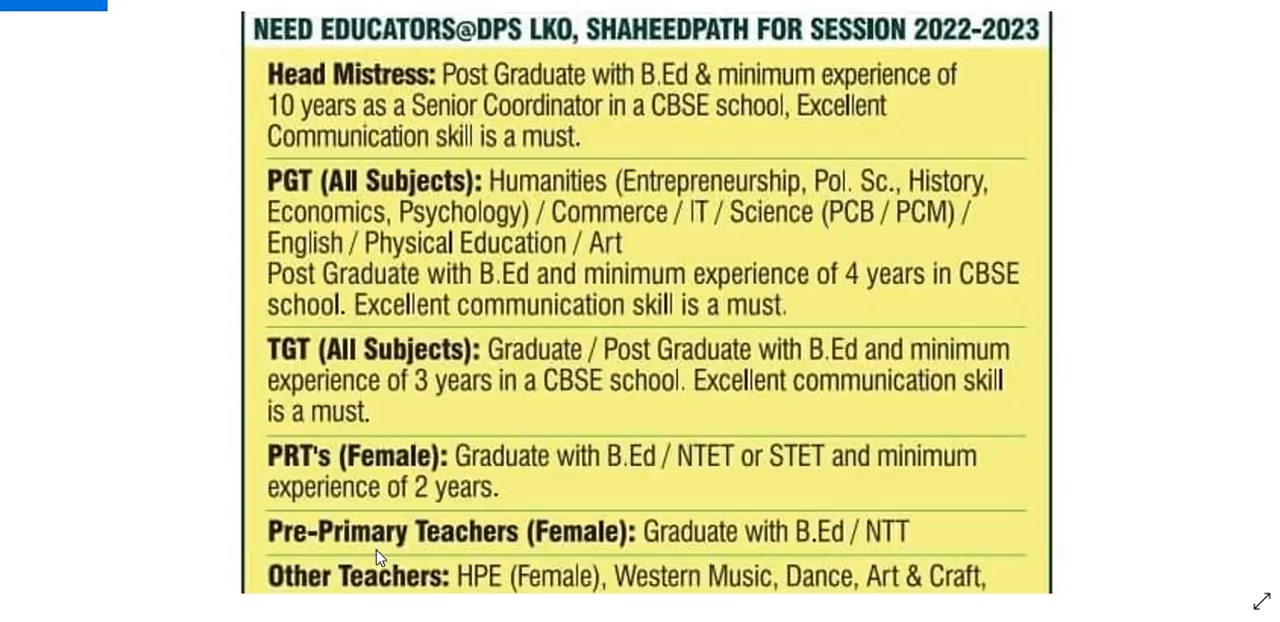 NEED EDUCATORS@DPS LKO, SHAHEEDPATH FOR SESSION 2022-2023
Head Mistress: Post Graduate with B.Ed & minimum experience of
10 years as a Senior Coordinator in a CBSE school, Excellent
Communication skill is a must.
PGT (All Subjects): Humanities (Entrepreneurship, Pol. Sc., History,
Economics, Psychology) / Commerce / IT / Science (PCB / PCM) /
English / Physical Education / Art
Post Graduate with B.Ed and minimum experience of 4 years in CBSE
school. Excellent communication skill is a must.
TGT (All Subjects): Graduate / Post Graduate with B.Ed and minimum
experience of 3 years in a CBSE school. Excellent communication skill
is a must.
PRT's (Female): Graduate with B.Ed / NTET or STET and minimum
experience of 2 years.
Pre-Primary Teachers (Female): Graduate with B.Ed / NTT
Other Teachers: HPE (Female), Western Music, Dance, Art & Craft,